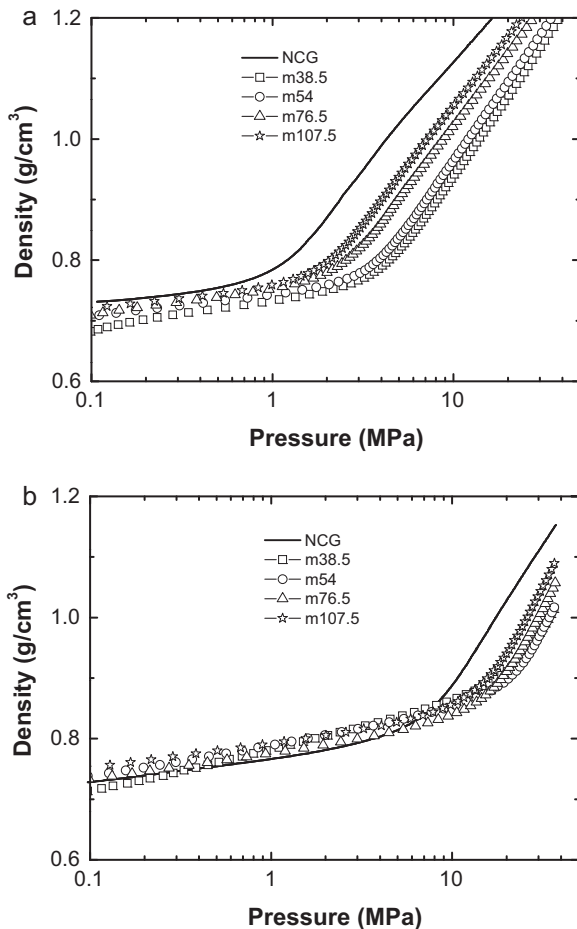 a
1.2
1.0
0.8
0.6
Density (g/cm³)
NCG
m38.5
m54
m76.5
m107.5
0.1
1
10
Pressure (MPa)
b
1.2
1.0
0.8
0.6
Density (g/cm³)
NCG
m38.5
m54
m76.5
m107.5
0.1
1
10
Pressure (MPa)